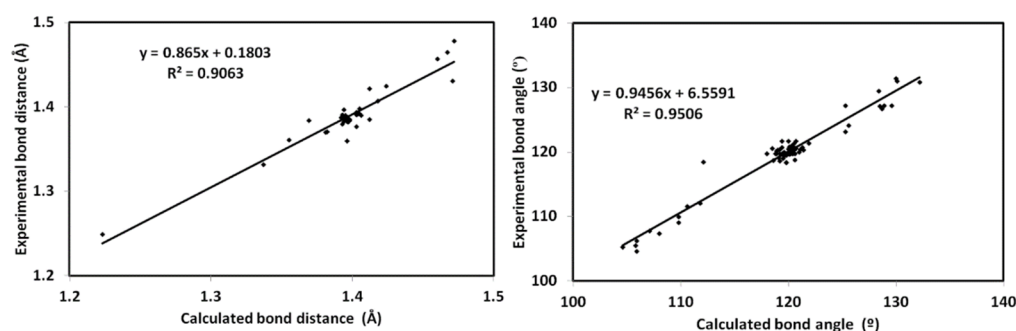 1.5
1.4
1.3
1.2
1.2 1.3 1.4 1.5
Experimental bond distance (Å)
Calculated bond distance (Å)
y = 0.865x + 0.1803
R² = 0.9063
140
130
120
110
100
100 110 120 130 140
Experimental bond angle (°)
Calculated bond angle (º)
y = 0.9456x + 6.5591
R² = 0.9506